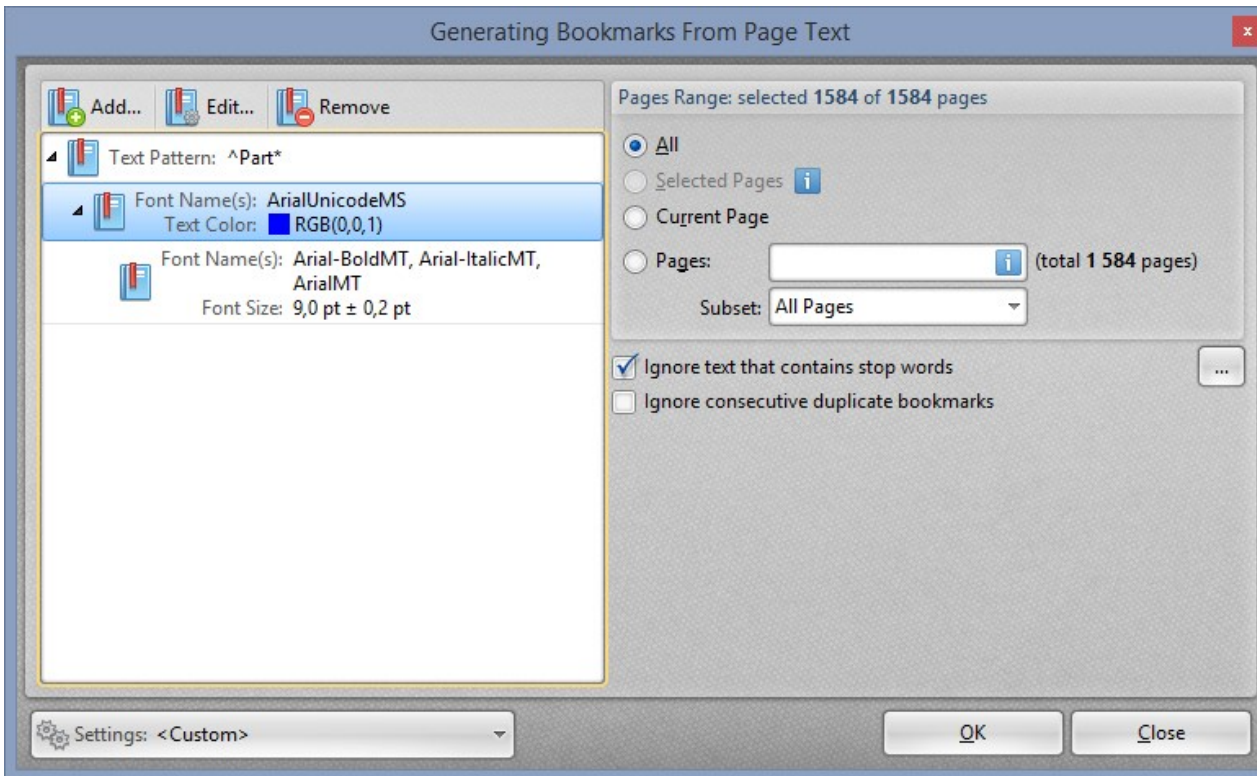 Generating Bookmarks From Page Text
x
Add...
Edit...
Remove
Text Pattern: ^Part*
Font Name(s): ArialUnicodeMS
Text Color: RGB(0,0,1)
Font Name(s): Arial-BoldMT, Arial-ItalicMT,
ArialMT
Font Size: 9,0 pt ± 0,2 pt
Pages Range: selected 1584 of 1584 pages
All
Selected Pages i
Current Page
Pages: i (total 1 584 pages)
Subset: All Pages
Ignore text that contains stop words
...
Ignore consecutive duplicate bookmarks
Settings: <Custom>
OK
Close